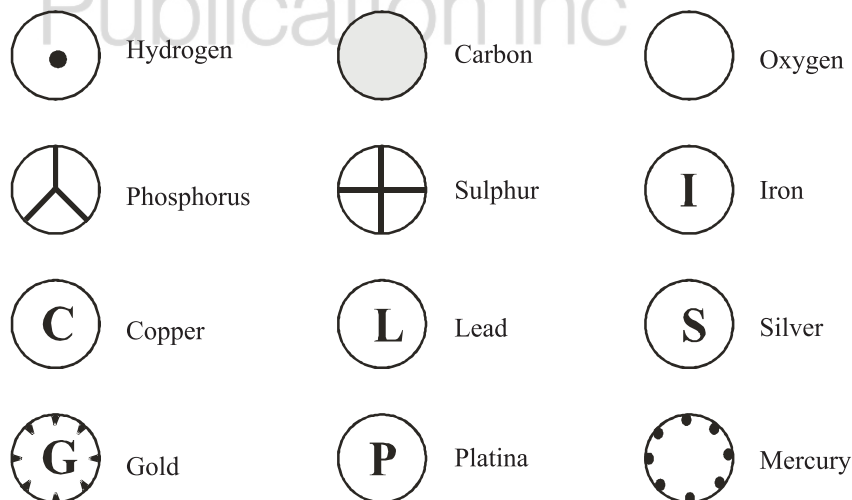 Publication Inc
Hydrogen Carbon Oxygen
Phosphorus Sulphur I Iron
C Copper L Lead S Silver
G Gold P Platina Mercury